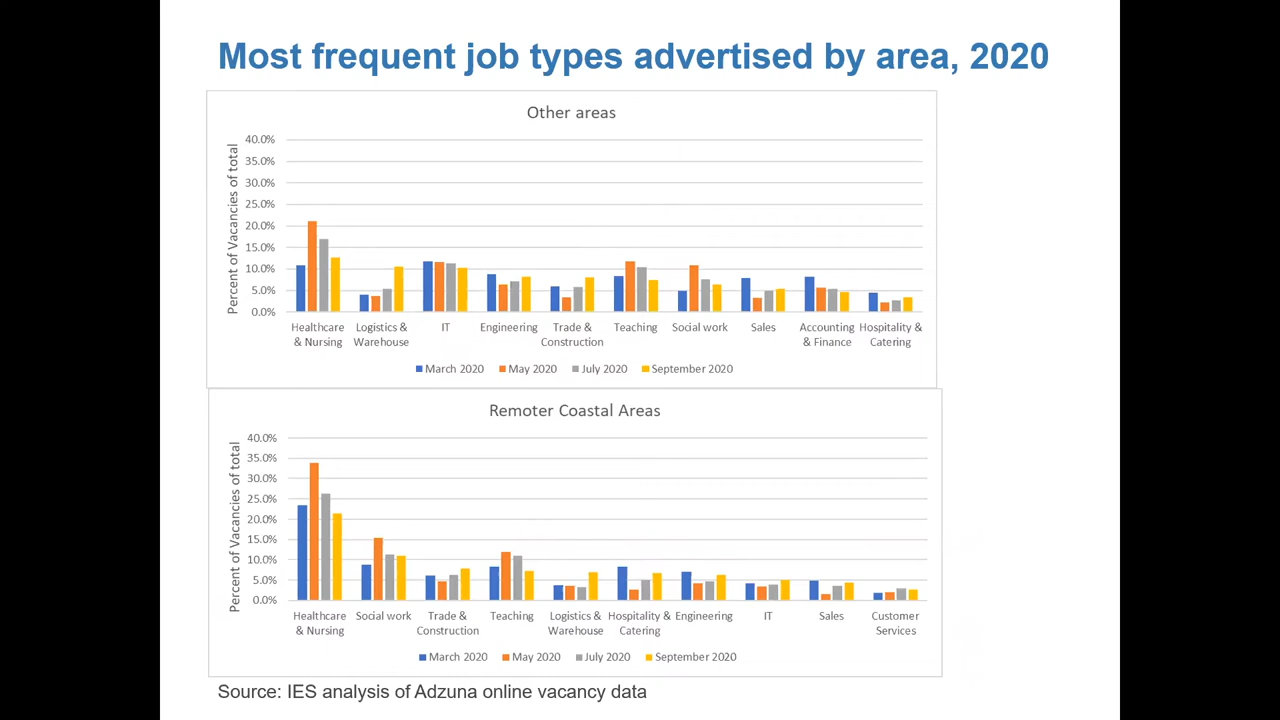 Most frequent job types advertised by area, 2020
Other areas
Percent of Vacancies of total
40.0%
35.0%
30.0%
25.0%
20.0%
15.0%
10.0%
5.0%
0.0%
Healthcare & Nursing
Logistics & Warehouse
IT
Engineering
Trade & Construction
Teaching
Social work
Sales
Accounting & Finance
Hospitality & Catering
March 2020
May 2020
July 2020
September 2020
Remoter Coastal Areas
Percent of Vacancies of total
40.0%
35.0%
30.0%
25.0%
20.0%
15.0%
10.0%
5.0%
0.0%
Healthcare & Nursing
Social work
Trade & Construction
Teaching
Logistics & Warehouse
Hospitality & Catering
Engineering
IT
Sales
Customer Services
March 2020
May 2020
July 2020
September 2020
Source: IES analysis of Adzuna online vacancy data